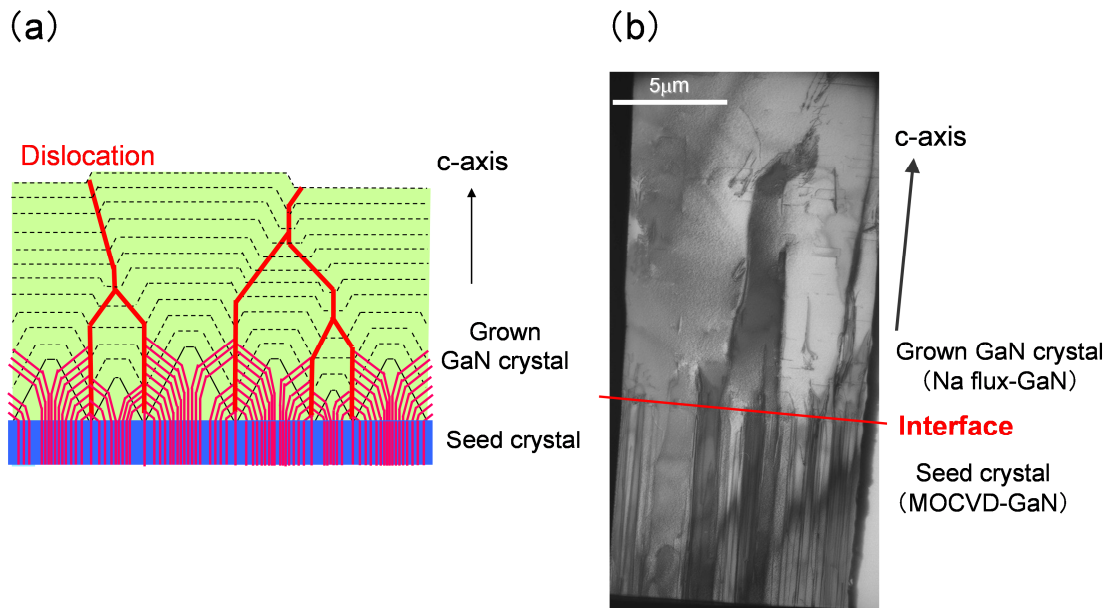 (a)
Dislocation
c-axis
Grown
GaN crystal
Seed crystal
(b)
5μm
c-axis
Grown GaN crystal
(Na flux-GaN)
Interface
Seed crystal
(MOCVD-GaN)